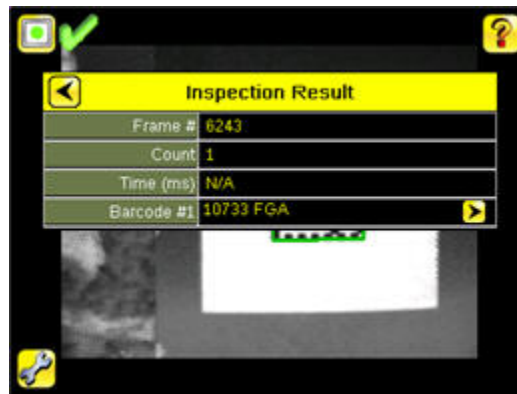 Inspection Result
Frame # 6243
Count 1
Time (ms) N/A
Barcode #1 10733 FGA